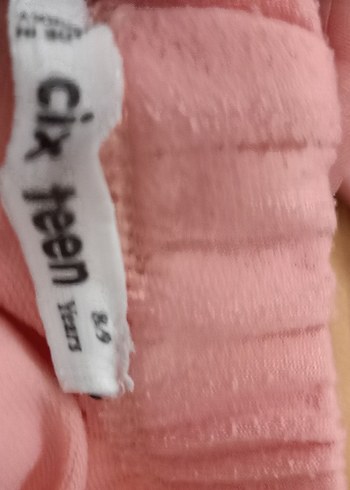 cix teen
8-9
Years